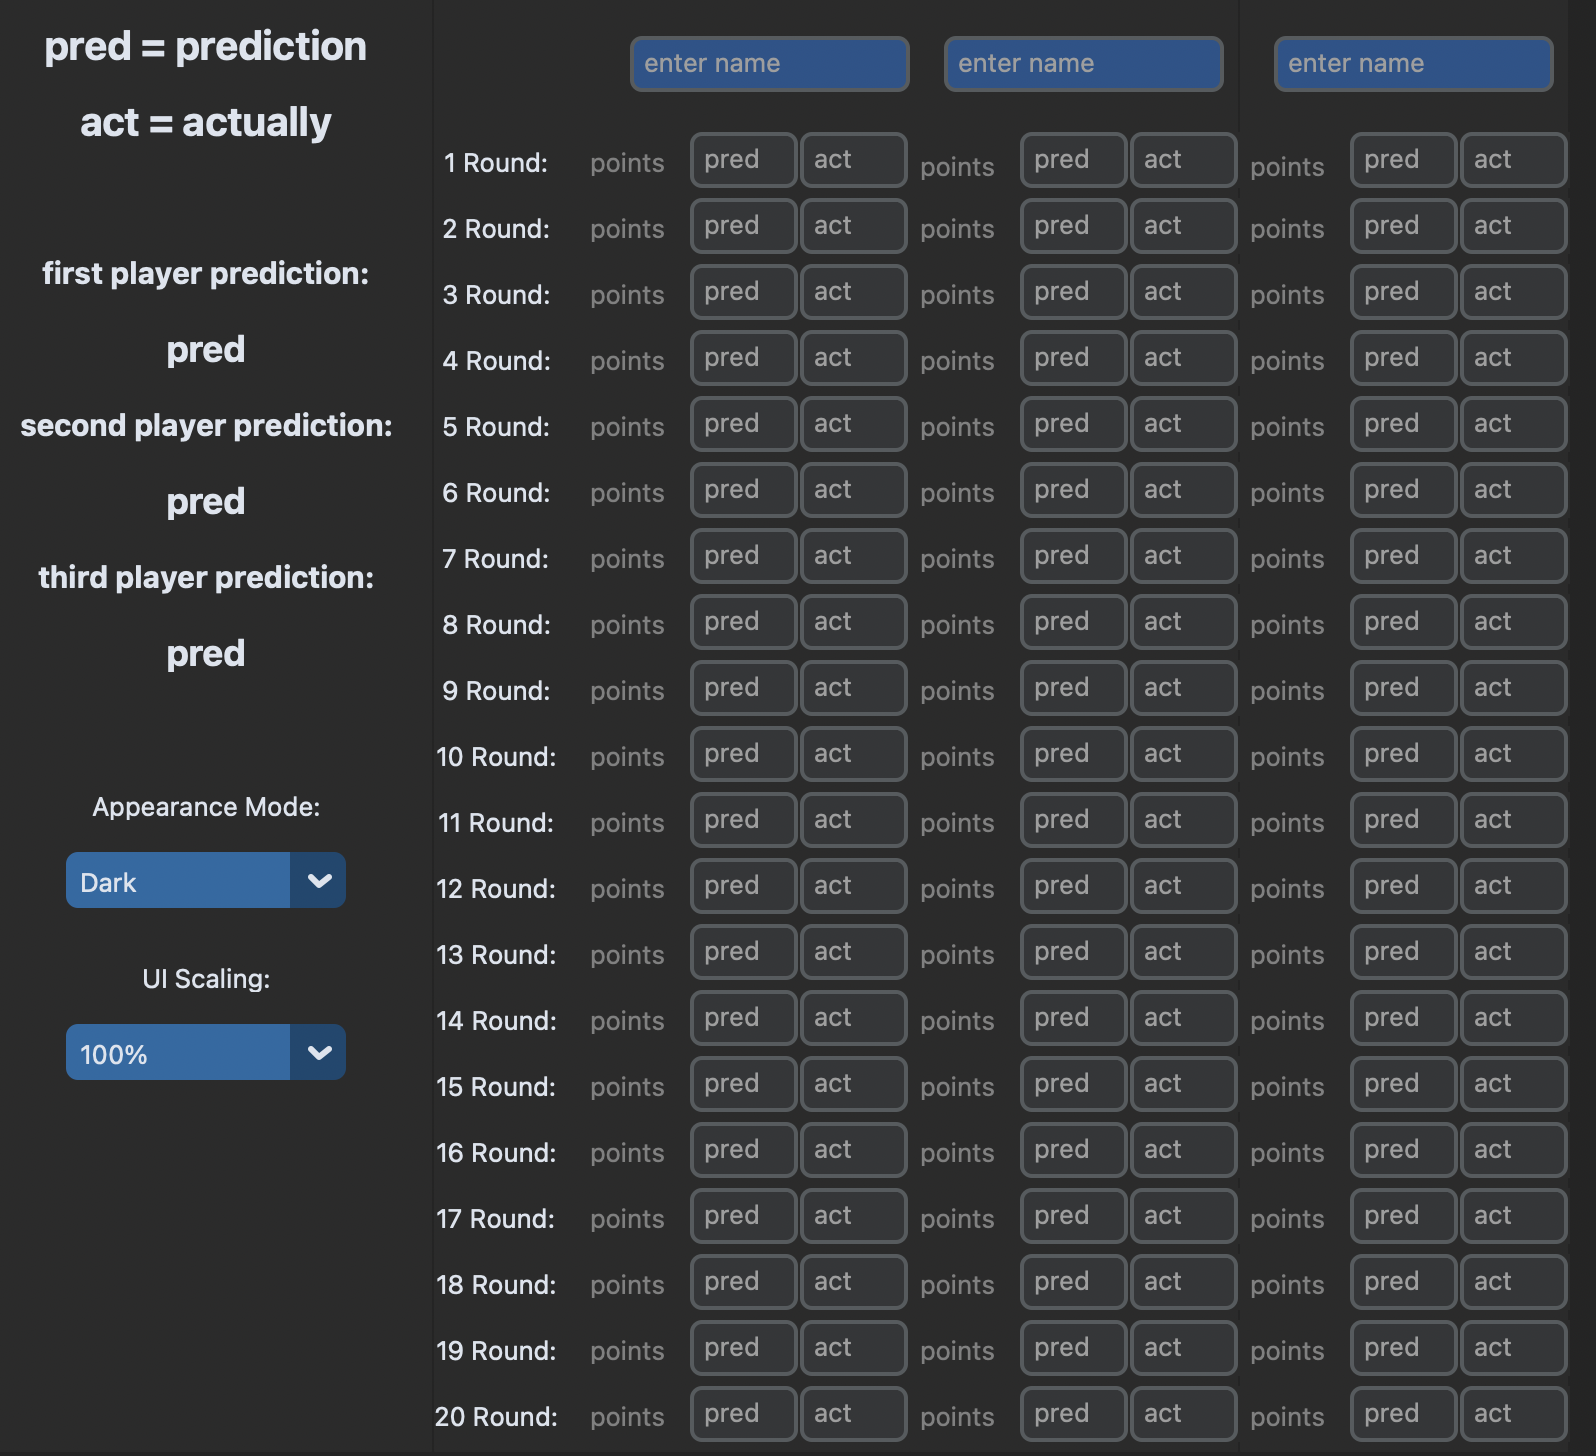 pred = prediction
act = actually
first player prediction:
pred
second player prediction:
pred
third player prediction:
pred
Appearance Mode:
Dark
UI Scaling:
100%
enter name enter name enter name
1 Round: points pred act points pred act points pred act
2 Round: points pred act points pred act points pred act
3 Round: points pred act points pred act points pred act
4 Round: points pred act points pred act points pred act
5 Round: points pred act points pred act points pred act
6 Round: points pred act points pred act points pred act
7 Round: points pred act points pred act points pred act
8 Round: points pred act points pred act points pred act
9 Round: points pred act points pred act points pred act
10 Round: points pred act points pred act points pred act
11 Round: points pred act points pred act points pred act
12 Round: points pred act points pred act points pred act
13 Round: points pred act points pred act points pred act
14 Round: points pred act points pred act points pred act
15 Round: points pred act points pred act points pred act
16 Round: points pred act points pred act points pred act
17 Round: points pred act points pred act points pred act
18 Round: points pred act points pred act points pred act
19 Round: points pred act points pred act points pred act
20 Round: points pred act points pred act points pred act